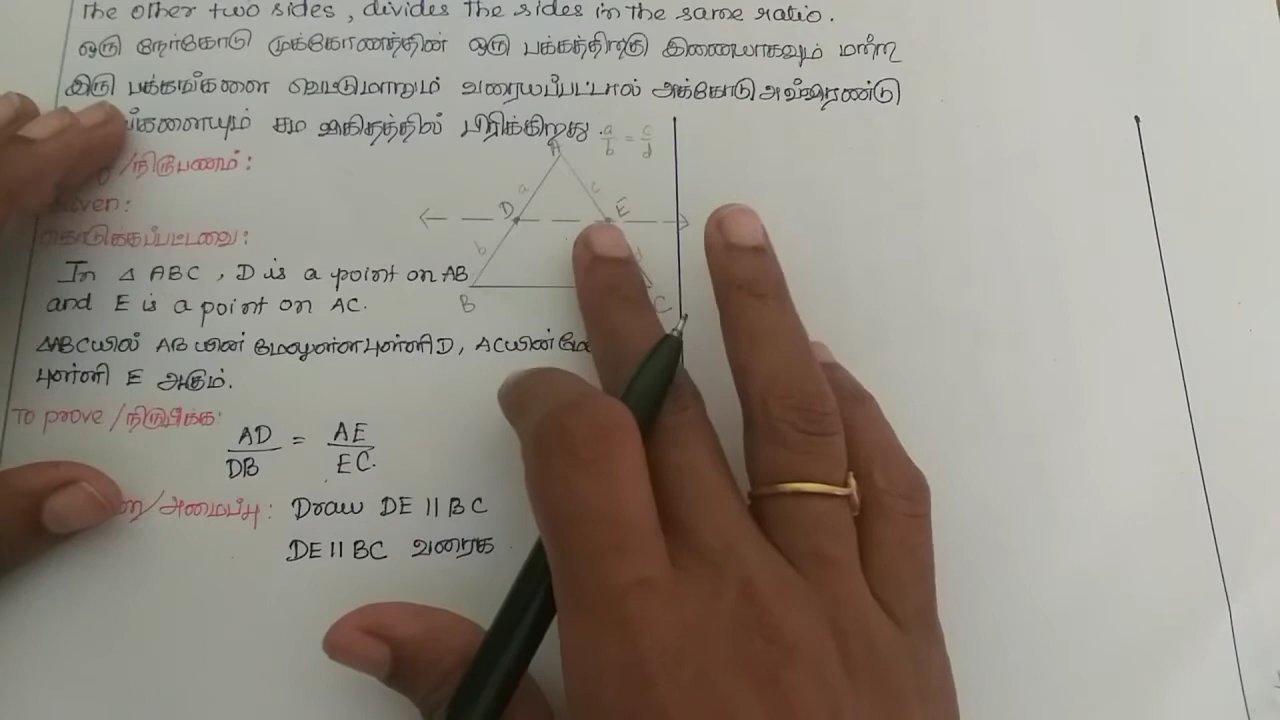 The other two sides, divides the sides in the same ratio.
ஒரு நேர்கோடு முக்கோணத்தின் ஒரு பக்கத்திற்கு இணையாகவும் மற்ற
இரு பக்கங்களை வெட்டுமாறும் வரையப்பட்டால் அக்கோடு அவ்விரண்டு
களையும் சம விகிதத்தில் பிரிக்கிறது.
a/b = c/d
A
/நிரூபணம்:
a
c
Given:
D
E
கொடுக்கப்பட்டவை:
b
d
In △ ABC, D is a point on AB
and E is a point on AC.
B
C
△ABCயில் AB யின் மேலுள்ள புள்ளி D, ACயின் மே
புள்ளி E ஆகும்.
To prove/நிரூபிக்க:
AD/DB = AE/EC.
/அமைப்பு: Draw DE || BC
DE || BC வரைக